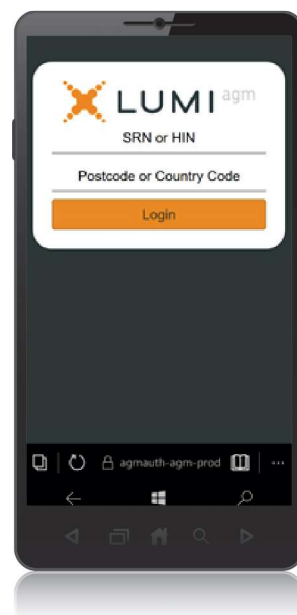 LUMI agm
SRN or HIN
Postcode or Country Code
Login
agmauth-agm-prod